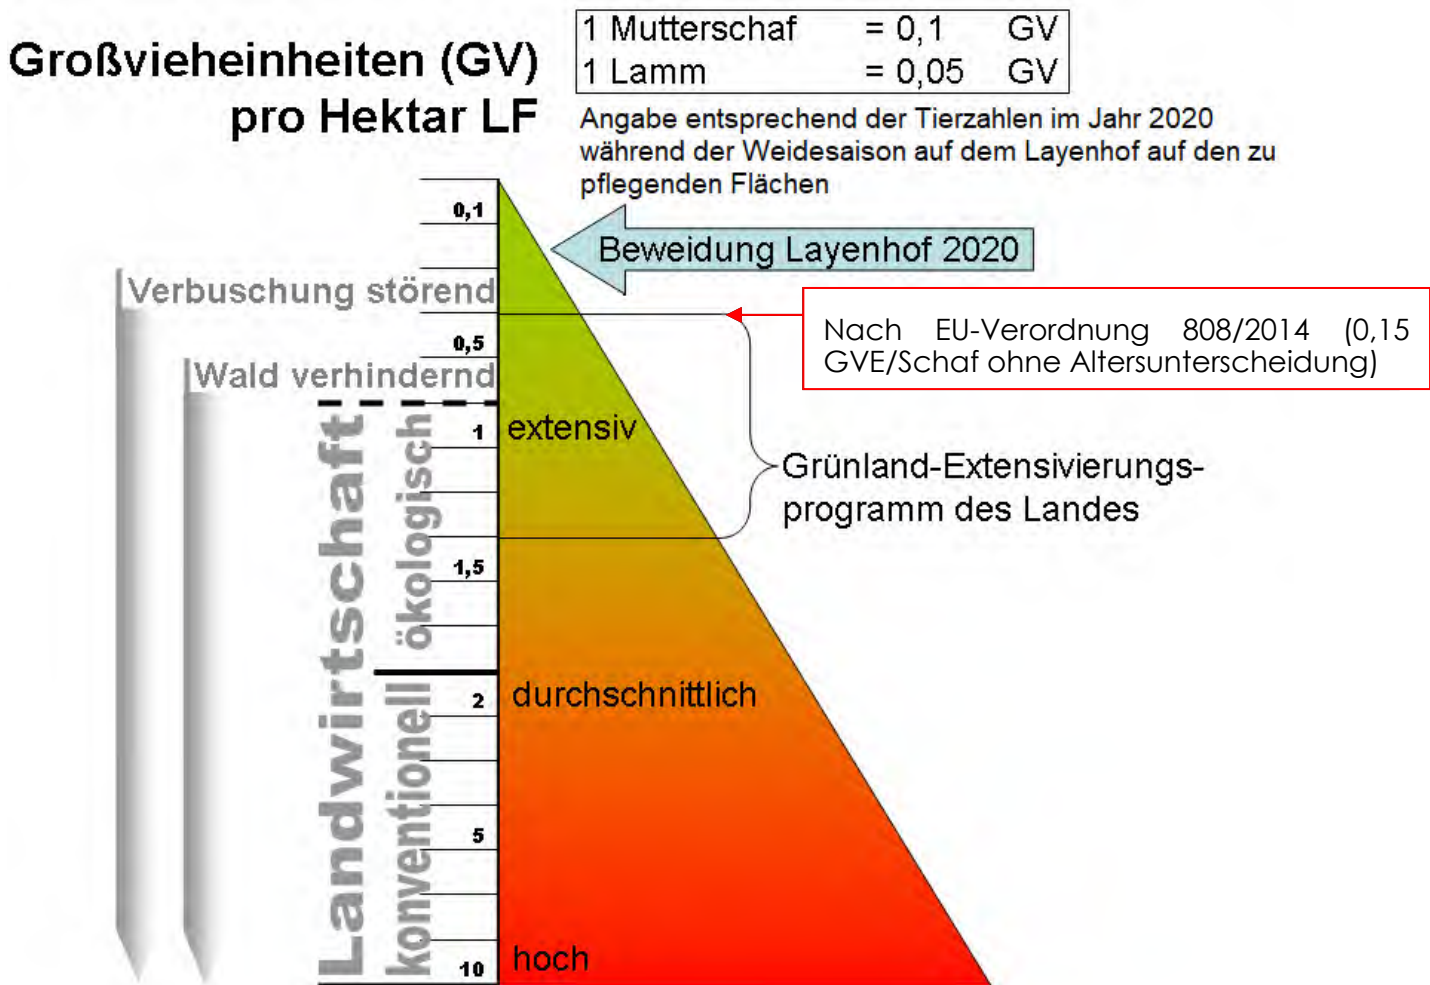 Großvieheinheiten (GV)
pro Hektar LF
1 Mutterschaf = 0,1 GV
1 Lamm = 0,05 GV
Angabe entsprechend der Tierzahlen im Jahr 2020
während der Weidesaison auf dem Layenhof auf den zu
pflegenden Flächen
0,1
Beweidung Layenhof 2020
Verbuschung störend
Nach EU-Verordnung 808/2014 (0,15
GVE/Schaf ohne Altersunterscheidung)
0,5
Wald verhindernd
1
extensiv
Grünland-Extensivierungs-
programm des Landes
Landwirtschaft
ökologisch
1,5
konventionell
2
durchschnittlich
5
10
hoch